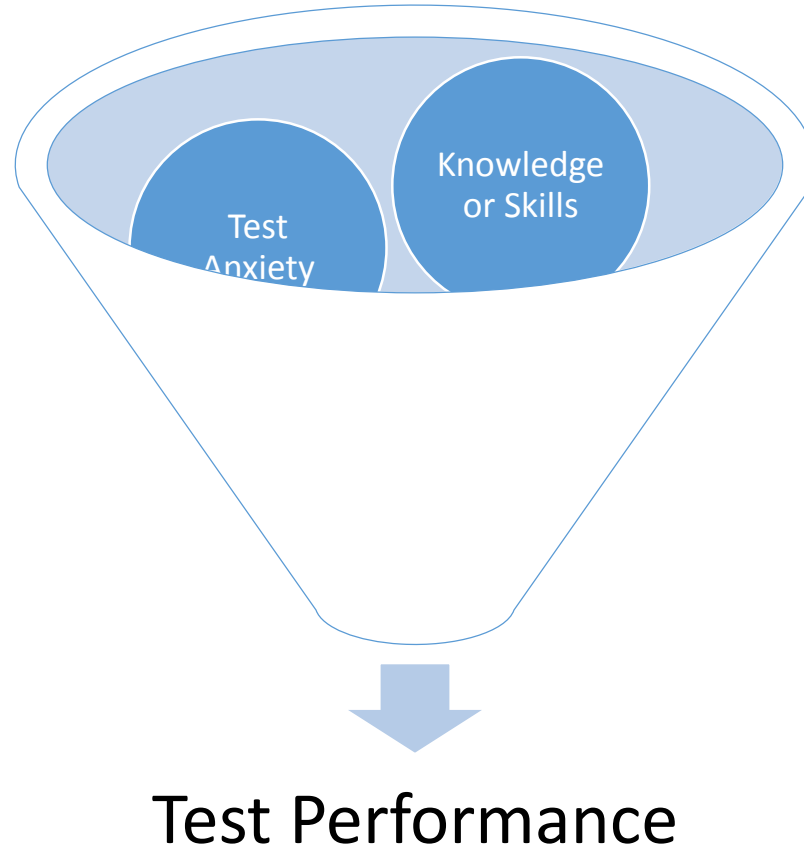 Knowledge
or Skills
Test
Anxiety
Test Performance